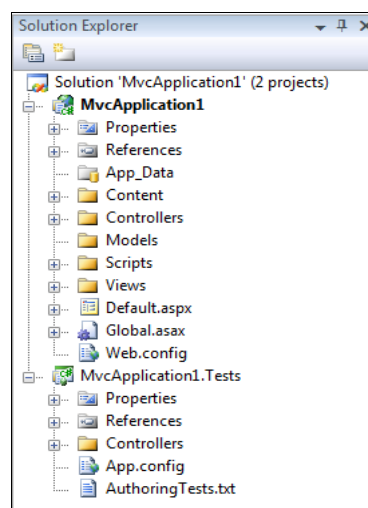 Solution Explorer
Solution 'MvcApplication1' (2 projects)
MvcApplication1
Properties
References
App_Data
Content
Controllers
Models
Scripts
Views
Default.aspx
Global.asax
Web.config
MvcApplication1.Tests
Properties
References
Controllers
App.config
AuthoringTests.txt